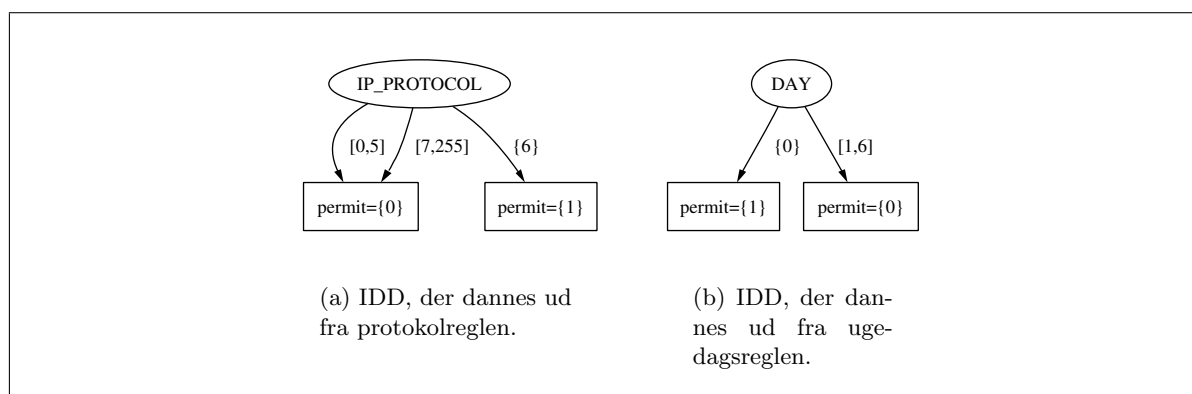 IP_PROTOCOL
[0,5]
[7,255]
{6}
permit={0}
permit={1}
(a) IDD, der dannes ud
fra protokolreglen.
DAY
{0}
[1,6]
permit={1}
permit={0}
(b) IDD, der dan-
nes ud fra uge-
dagsreglen.